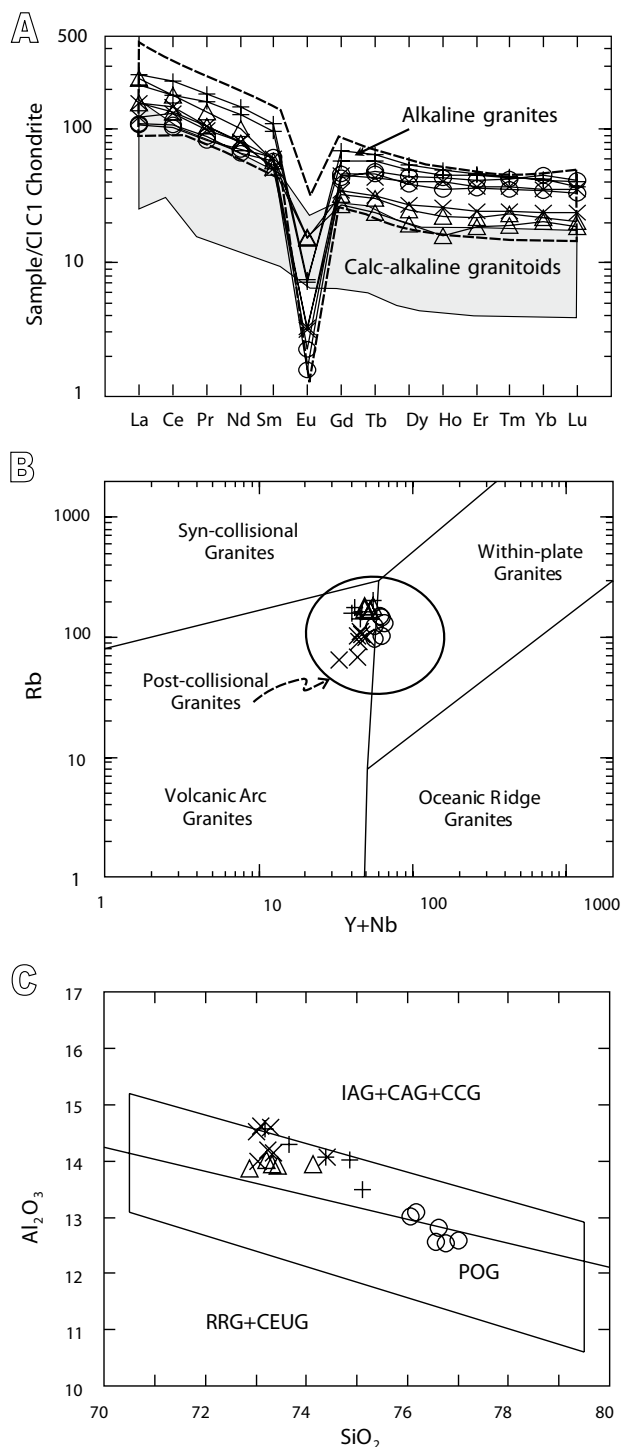 A
500
100
10
1
Sample/CI C1 Chondrite
Alkaline granites
Calc-alkaline granitoids
La Ce Pr Nd Sm Eu Gd Tb Dy Ho Er Tm Yb Lu
B
1000
100
10
1
Rb
Syn-collisional
Granites
Within-plate
Granites
Post-collisional
Granites
Volcanic Arc
Granites
Oceanic Ridge
Granites
1 10 100 1000
Y+Nb
C
17
16
15
14
13
12
11
10
Al₂O₃
IAG+CAG+CCG
POG
RRG+CEUG
70 72 74 76 78 80
SiO₂